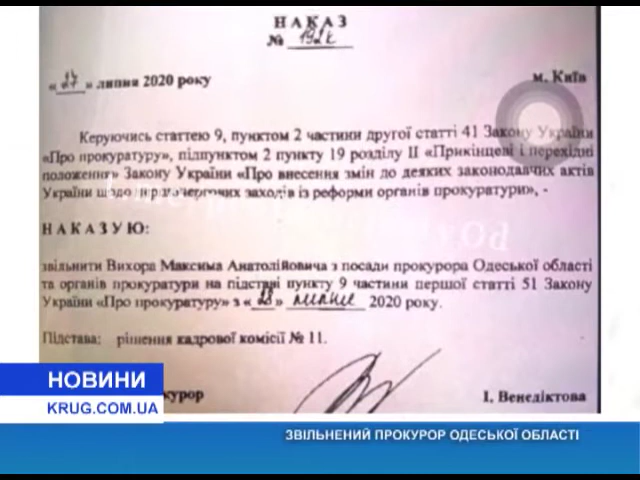 НАКАЗ
№ 192к
«27» липня 2020 року м. Київ
Керуючись статтею 9, пунктом 2 частини другої статті 41 Закону України
«Про прокуратуру», підпунктом 2 пункту 19 розділу ІІ «Прикінцеві і перехідні
положення» Закону України «Про внесення змін до деяких законодавчих актів
України щодо першочергових заходів із реформи органів прокуратури», -
НАКАЗУЮ:
звільнити Вихора Максима Анатолійовича з посади прокурора Одеської області
та органів прокуратури на підставі пункту 9 частини першої статті 51 Закону
України «Про прокуратуру» з « » липня 2020 року.
Підстава: рішення кадрової комісії № 11.
курор І. Венедіктова
НОВИНИ
KRUG.COM.UA
ЗВІЛЬНЕНИЙ ПРОКУРОР ОДЕСЬКОЇ ОБЛАСТІ